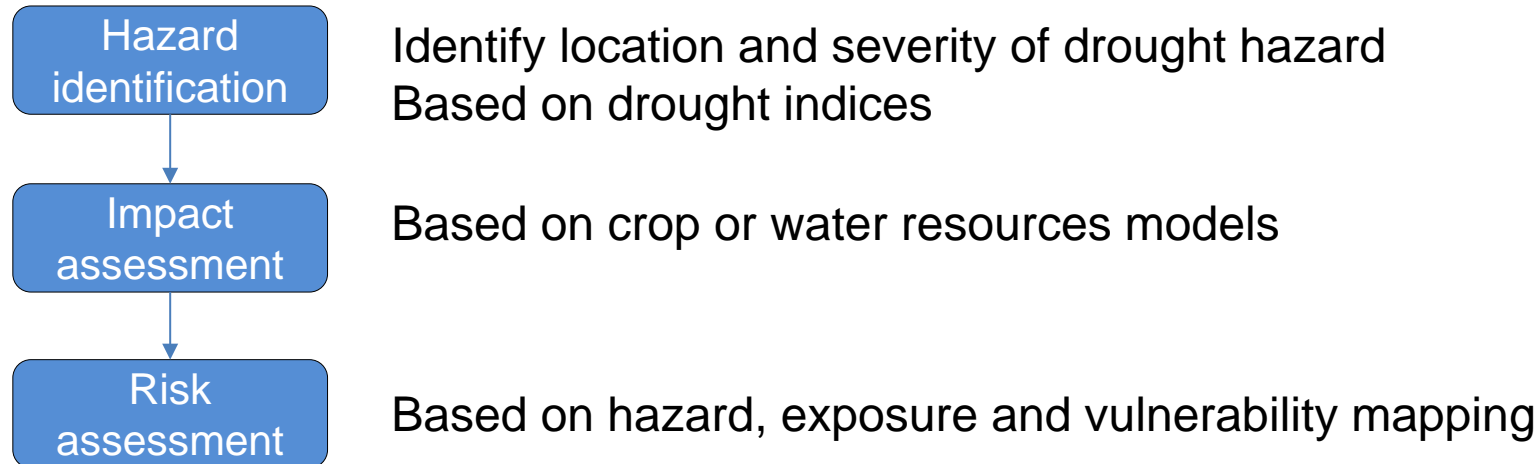 Hazard
identification
Identify location and severity of drought hazard
Based on drought indices
Impact
assessment
Based on crop or water resources models
Risk
assessment
Based on hazard, exposure and vulnerability mapping